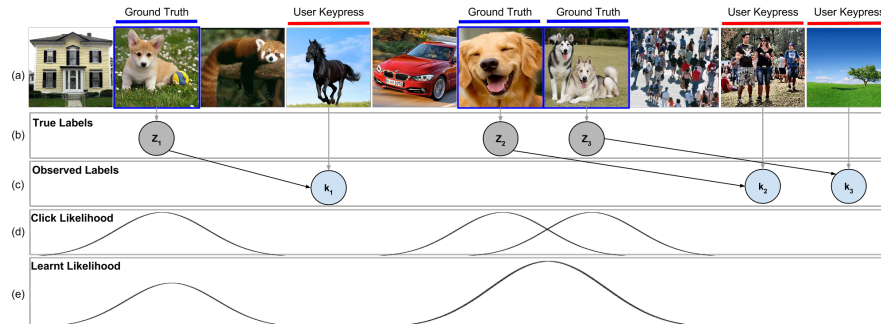 Ground Truth
User Keypress
Ground Truth
Ground Truth
User Keypress
User Keypress
(a)
(b)
True Labels
Z1
Z2
Z3
(c)
Observed Labels
k1
k2
k3
(d)
Click Likelihood
(e)
Learnt Likelihood